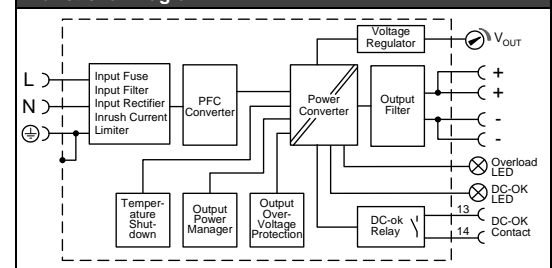 Voltage
Regulator
VOUT
L
N
Input Fuse
Input Filter
Input Rectifier
Inrush Current
Limiter
PFC
Converter
Power
Converter
Output
Filter
+
+
-
-
Overload
LED
DC-OK
LED
Temper-
ature
Shut-
down
Output
Power
Manager
Output
Over-
Voltage
Protection
DC-ok
Relay
13
14
DC-OK
Contact